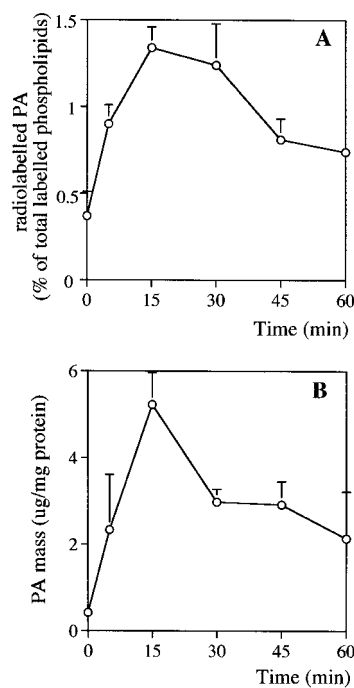 A
radiolabelled PA
(% of total labelled phospholipids)
1.5
1
0.5
0
0 15 30 45 60
Time (min)
B
PA mass (ug/mg protein)
6
4
2
0
0 15 30 45 60
Time (min)